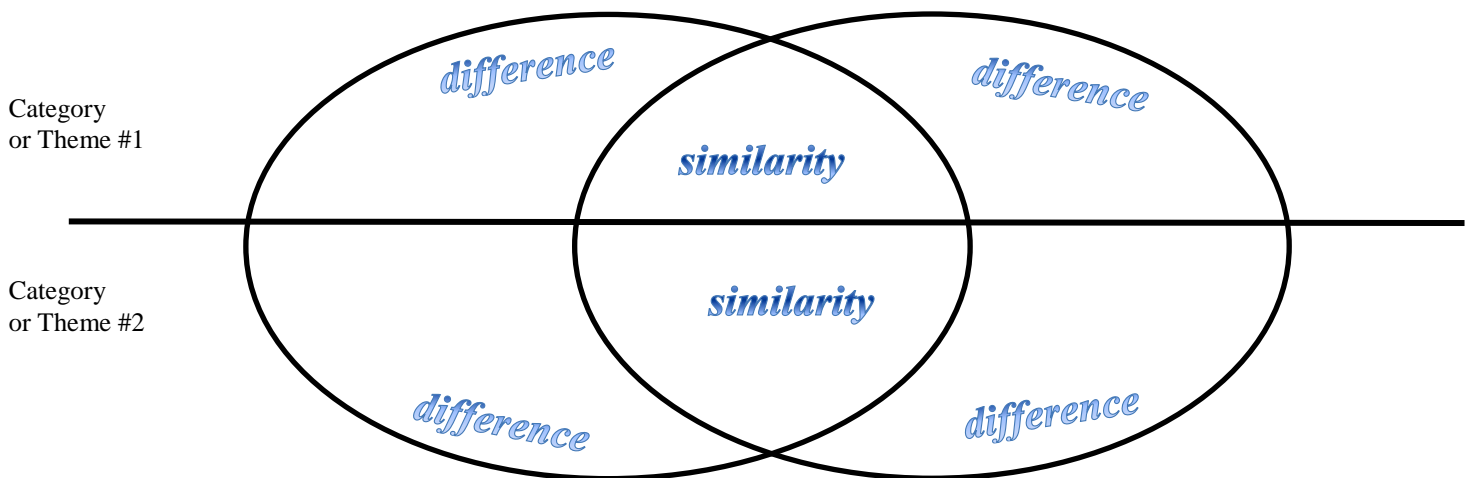 difference
difference
Category
or Theme #1
similarity
Category
or Theme #2
similarity
difference
difference